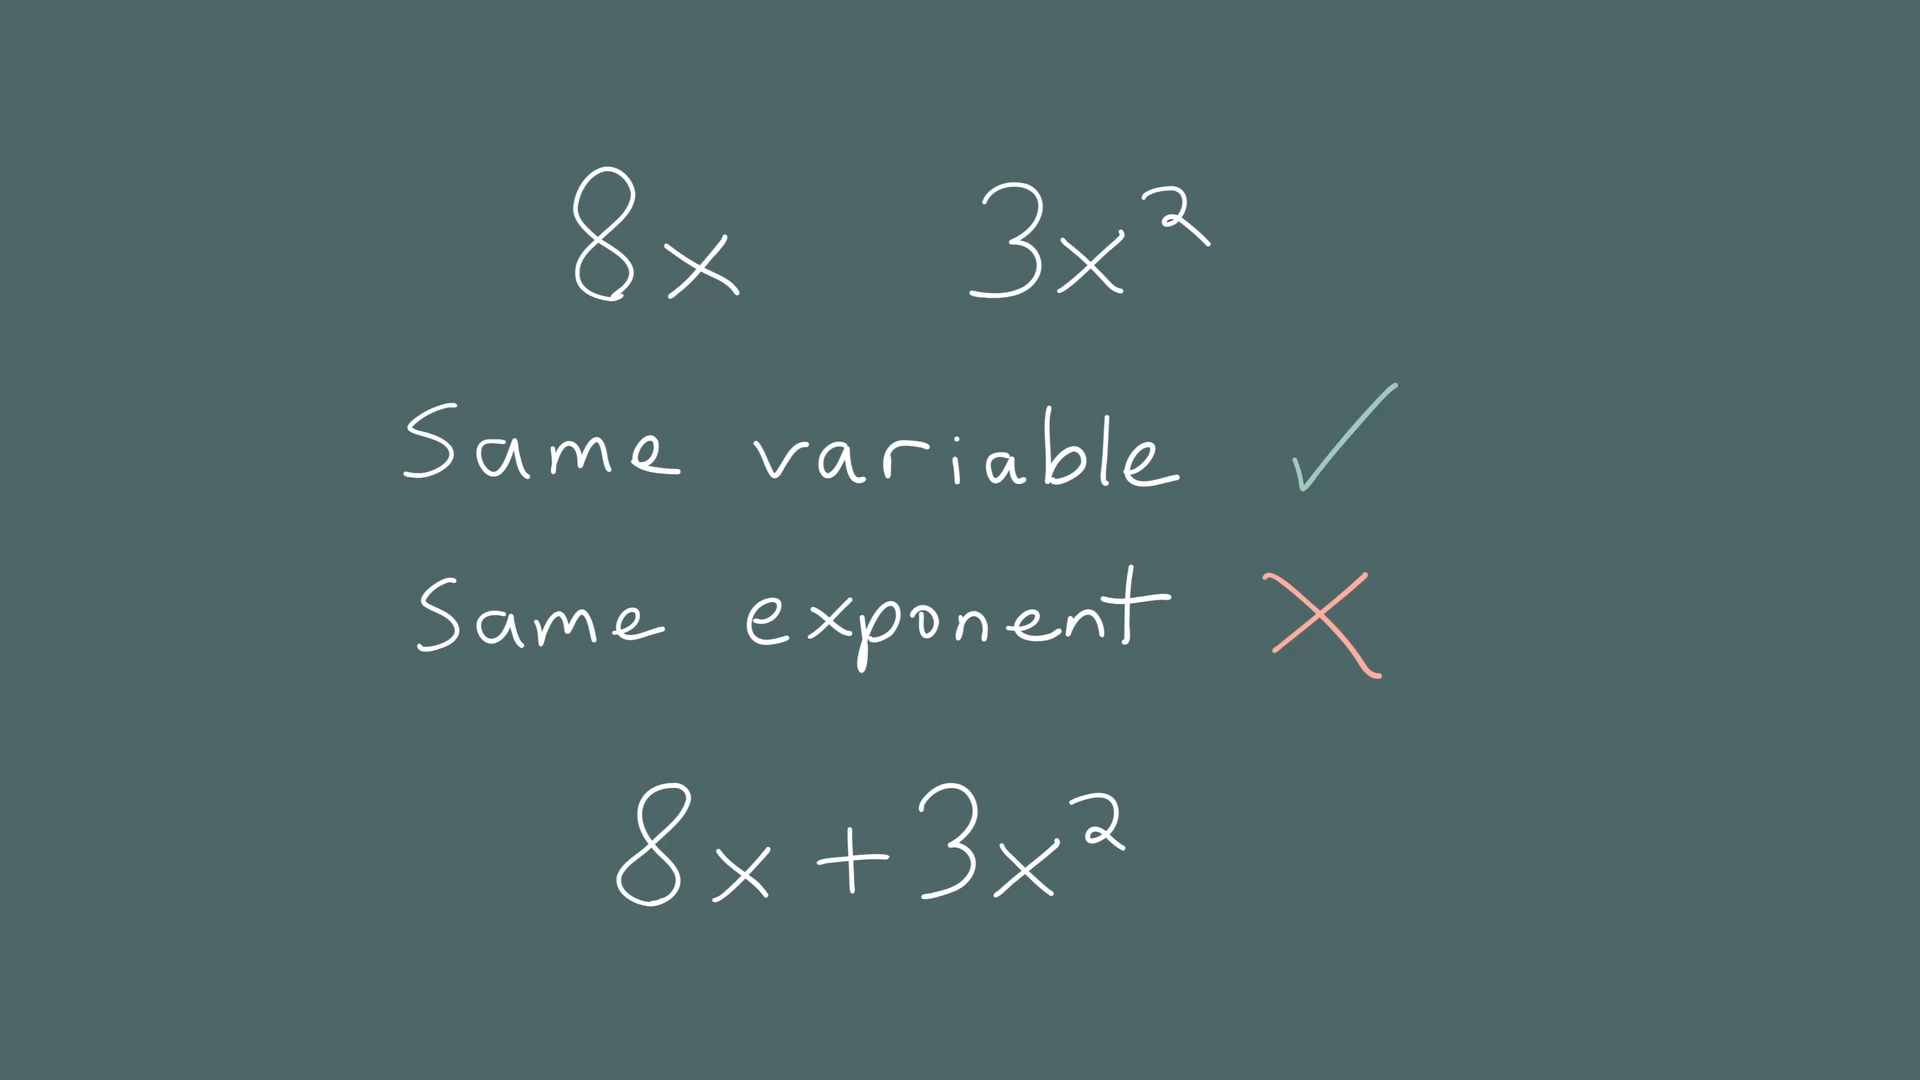 8x 3x²
Same variable ✓
Same exponent ✗
8x + 3x²